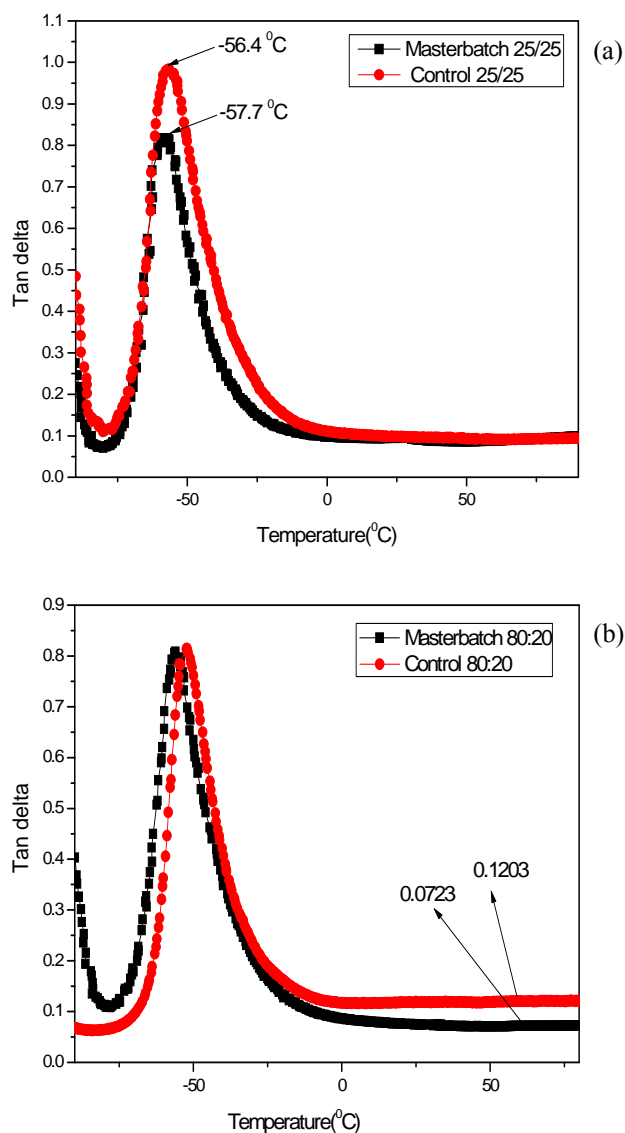 (a)
-56.4 ⁰C
-57.7 ⁰C
Masterbatch 25/25
Control 25/25
1.1
1.0
0.9
0.8
0.7
0.6
0.5
0.4
0.3
0.2
0.1
0.0
Tan delta
-50 0 50
Temperature(⁰C)
(b)
Masterbatch 80:20
Control 80:20
0.9
0.8
0.7
0.6
0.5
0.4
0.3
0.2
0.1
0.0
Tan delta
0.1203
0.0723
-50 0 50
Temperature(⁰C)